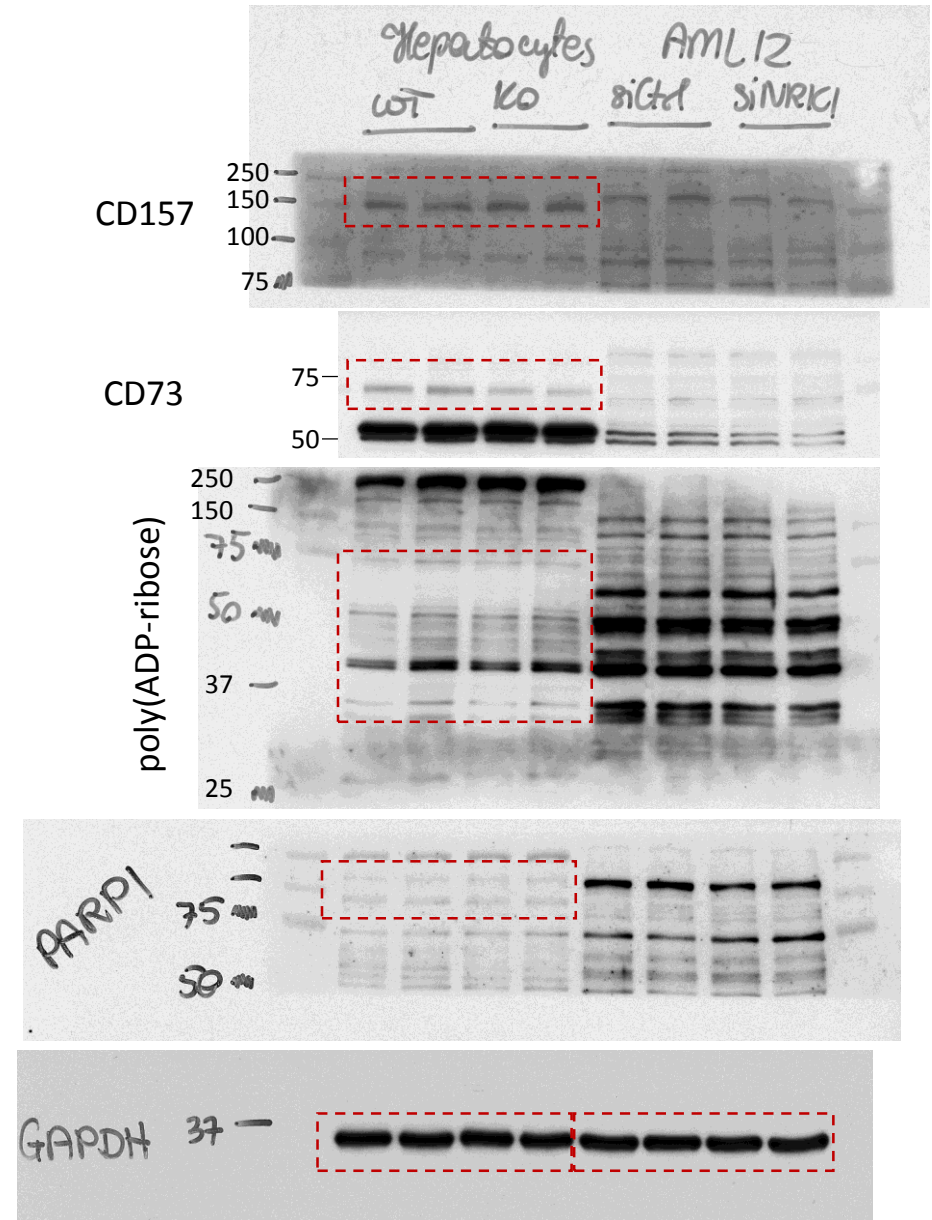 Hepatocytes AML12
WT KO siCtrl siNRK1
CD157
250
150
100
75
CD73
75
50
poly(ADP-ribose)
250
150
75
50
37
25
PARP1
75
50
GAPDH 37